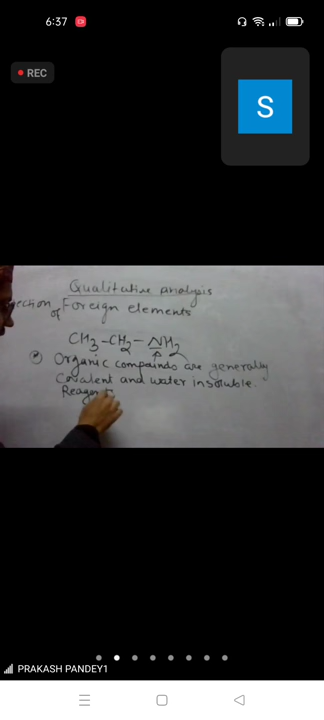 6:37
REC
S
Qualitative analysis
of Foreign elements
CH3-CH2-NH2
Organic compounds are generally
Covalent and water insoluble.
Reagent
PRAKASH PANDEY1